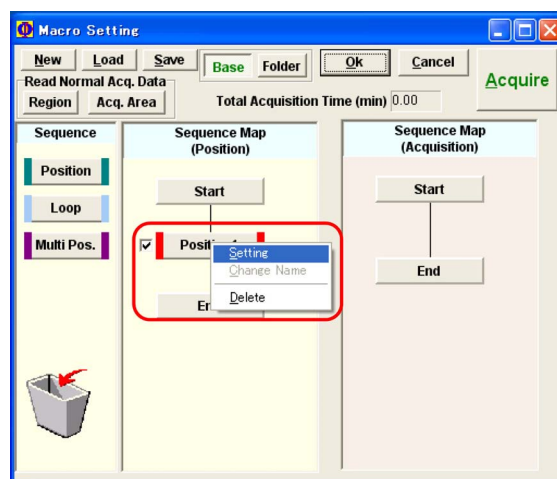 Macro Setting
New Load Save Base Folder Ok Cancel Acquire
Read Normal Acq. Data
Region Acq. Area Total Acquisition Time (min) 0.00
Sequence
Position
Loop
Multi Pos.
Sequence Map
(Position)
Start
Setting
Change Name
Delete
Sequence Map
(Acquisition)
Start
End